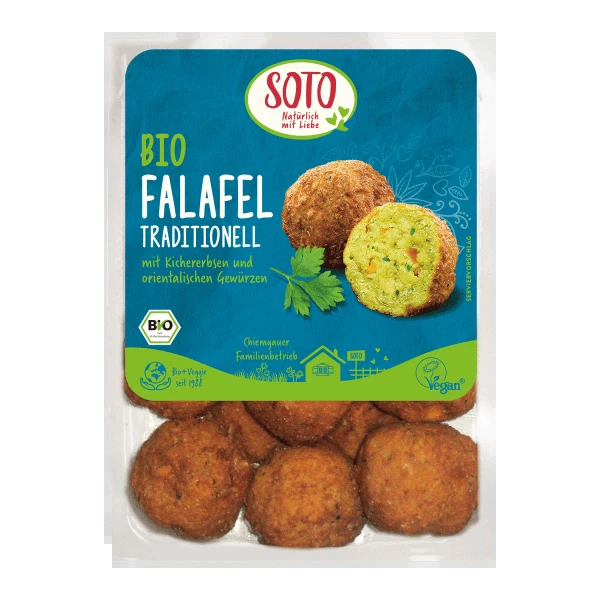 SOTO
Natürlich
mit Liebe
BIO
FALAFEL
TRADITIONELL
mit Kichererbsen und
orientalischen Gewürzen
SERVIERVORSCHLAG
BIO
Chiemgauer
Familienbetrieb
SOTO
Bio+Veggie
seit 1988
Vegan®